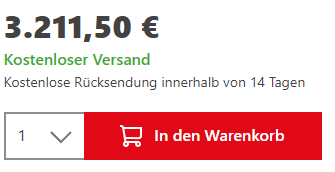 3.211,50 €
Kostenloser Versand
Kostenlose Rücksendung innerhalb von 14 Tagen
1
In den Warenkorb